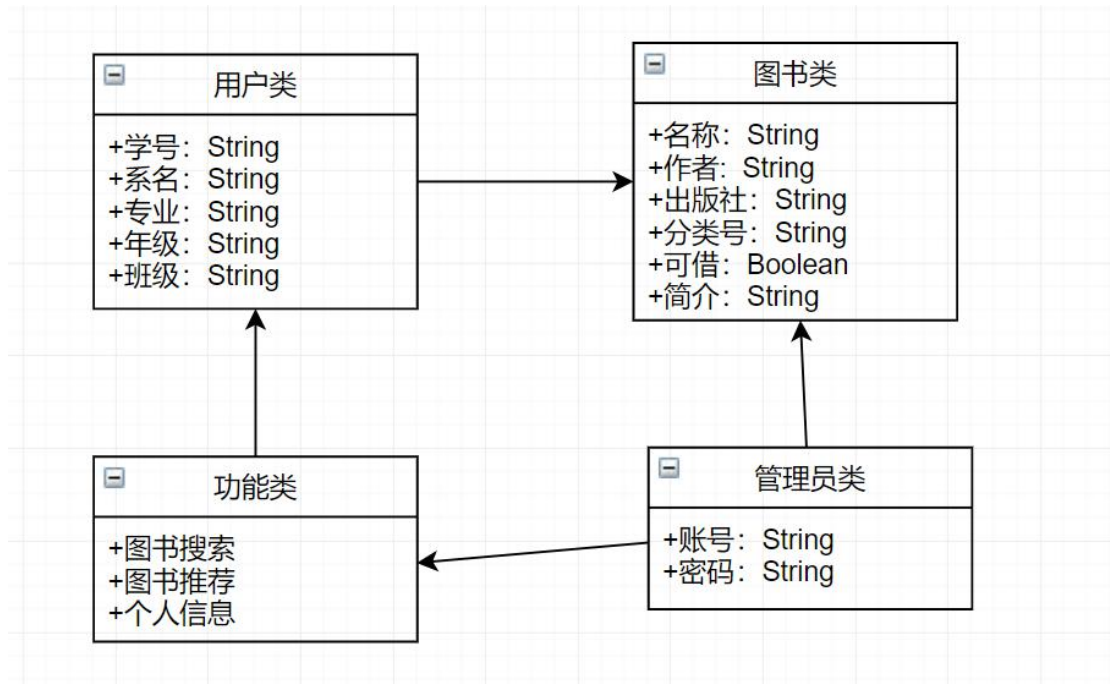 用户类
+学号：String
+系名：String
+专业：String
+年级：String
+班级：String
图书类
+名称：String
+作者:  String
+出版社：String
+分类号：String
+可借：Boolean
+简介：String
功能类
+图书搜索
+图书推荐
+个人信息
管理员类
+账号：String
+密码：String